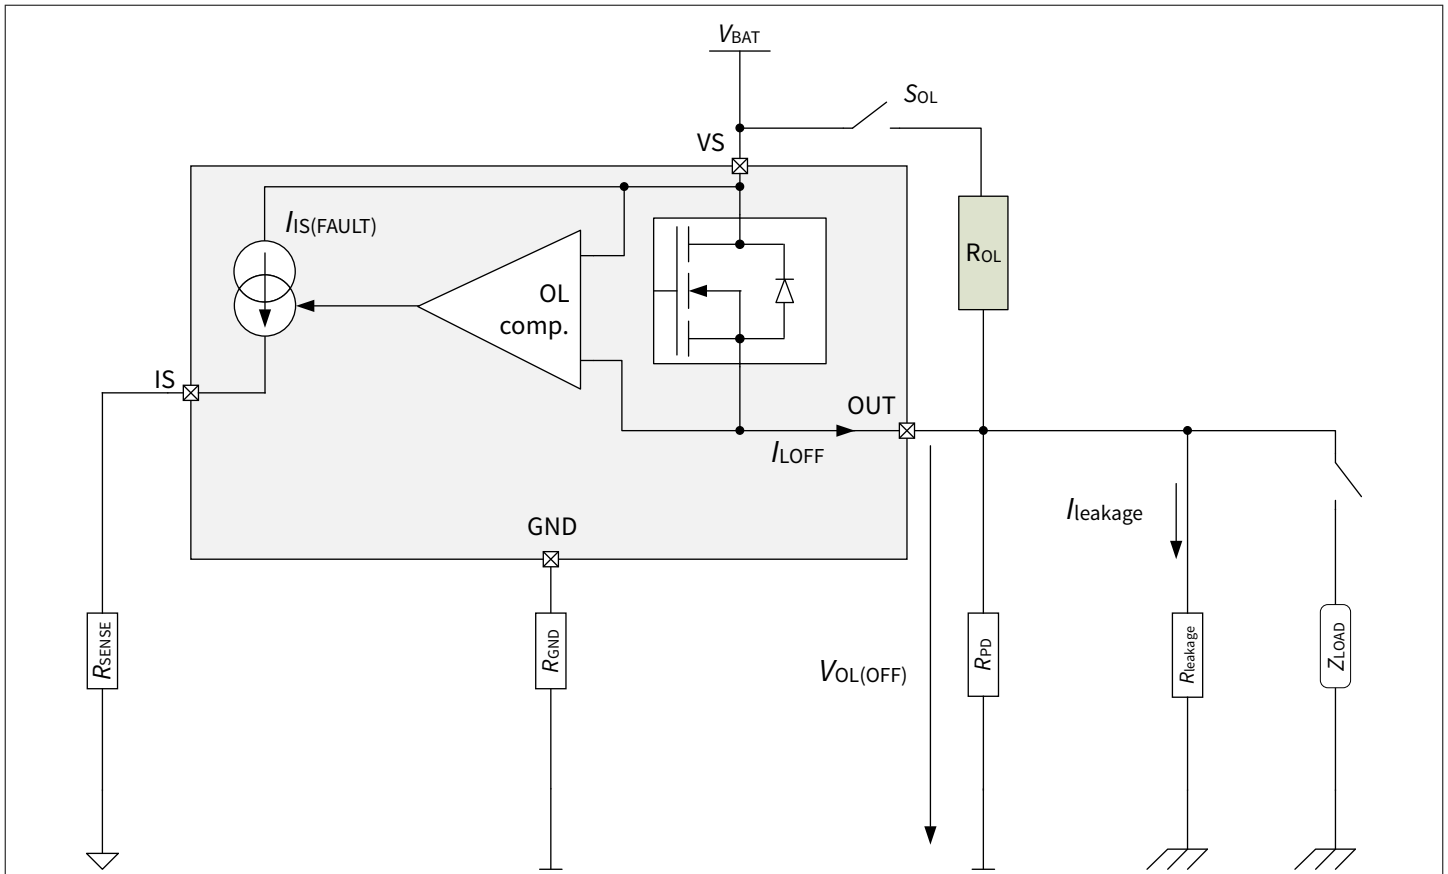 VBAT
SOL
VS
IIS(FAULT)
ROL
OL
comp.
IS
OUT
ILOFF
Ileakage
GND
RSENSE
RGND
VOL(OFF)
RPD
Rleakage
ZLOAD